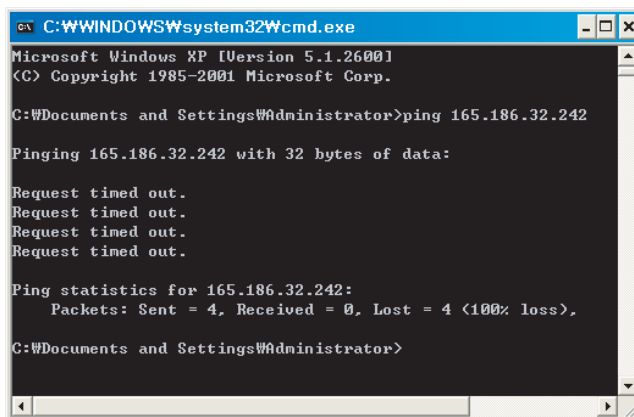 C:₩WINDOWS₩system32₩cmd.exe
Microsoft Windows XP [Version 5.1.2600]
(C) Copyright 1985-2001 Microsoft Corp.
C:₩Documents and Settings₩Administrator>ping 165.186.32.242
Pinging 165.186.32.242 with 32 bytes of data:
Request timed out.
Request timed out.
Request timed out.
Request timed out.
Ping statistics for 165.186.32.242:
Packets: Sent = 4, Received = 0, Lost = 4 (100% loss),
C:₩Documents and Settings₩Administrator>